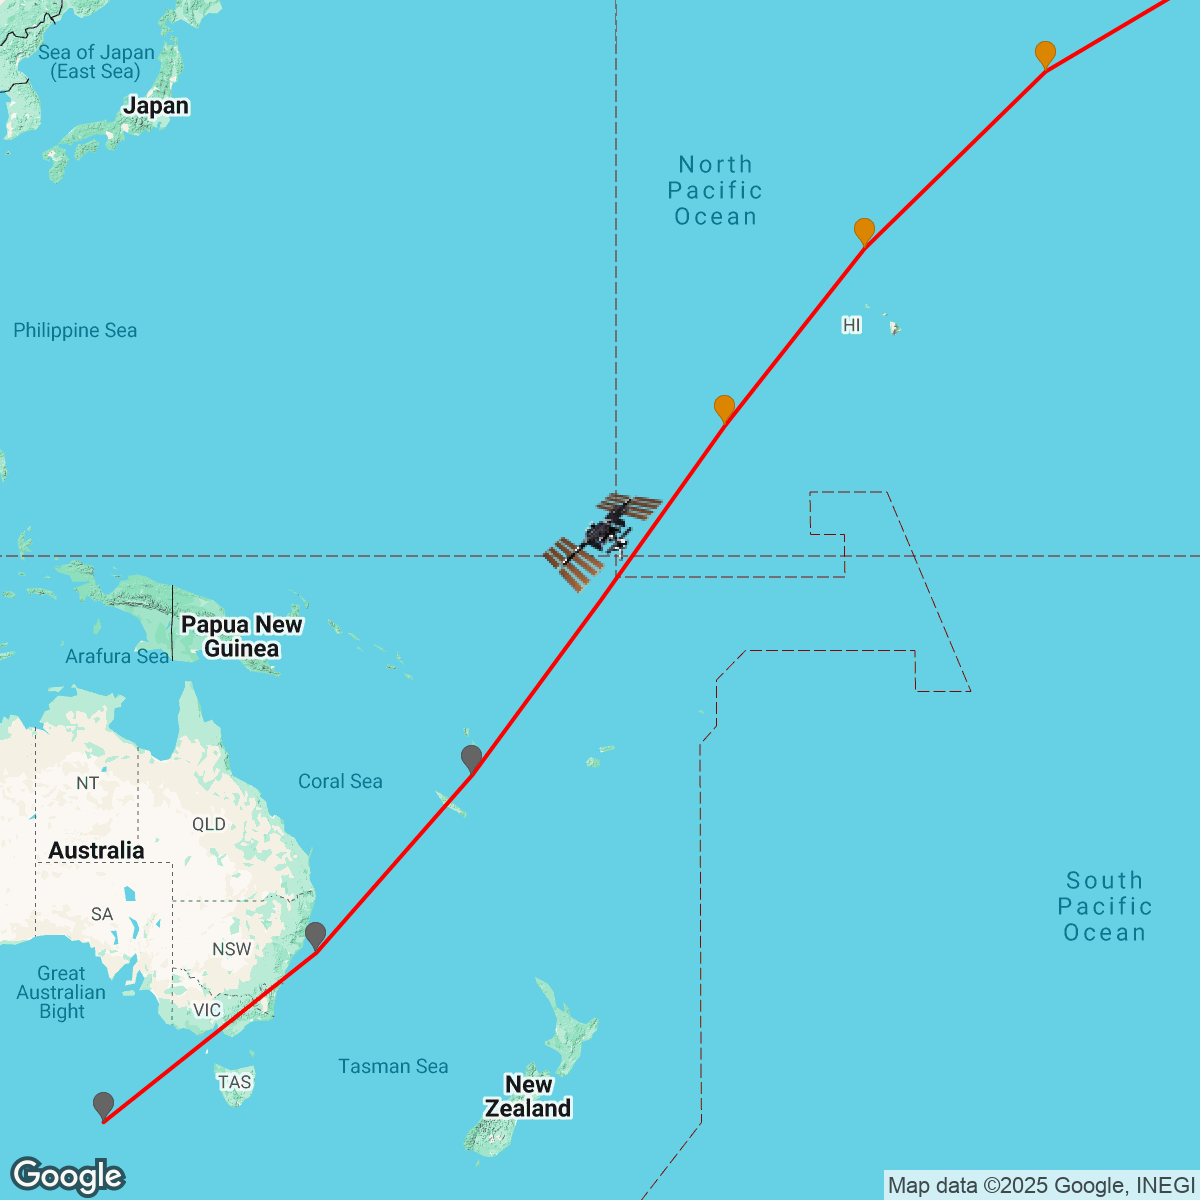 Sea of Japan
(East Sea)
Japan
North
Pacific
Ocean
Philippine Sea
HI
Papua New
Guinea
Arafura Sea
NT
Coral Sea
QLD
Australia
South
Pacific
Ocean
SA
NSW
Great
Australian
Bight
VIC
Tasman Sea
TAS
New
Zealand
Google
Map data ©2025 Google, INEGI